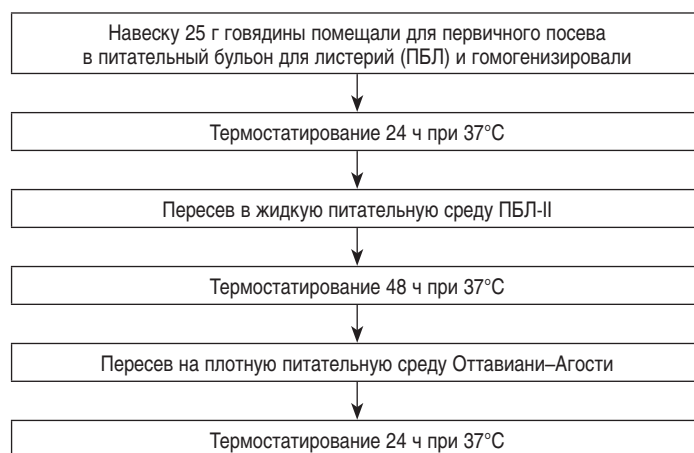 Навеску 25 г говядины помещали для первичного посева
в питательный бульон для листерий (ПБЛ) и гомогенизировали
Термостатирование 24 ч при 37°С
Пересев в жидкую питательную среду ПБЛ-II
Термостатирование 48 ч при 37°С
Пересев на плотную питательную среду Оттавиани–Агости
Термостатирование 24 ч при 37°С